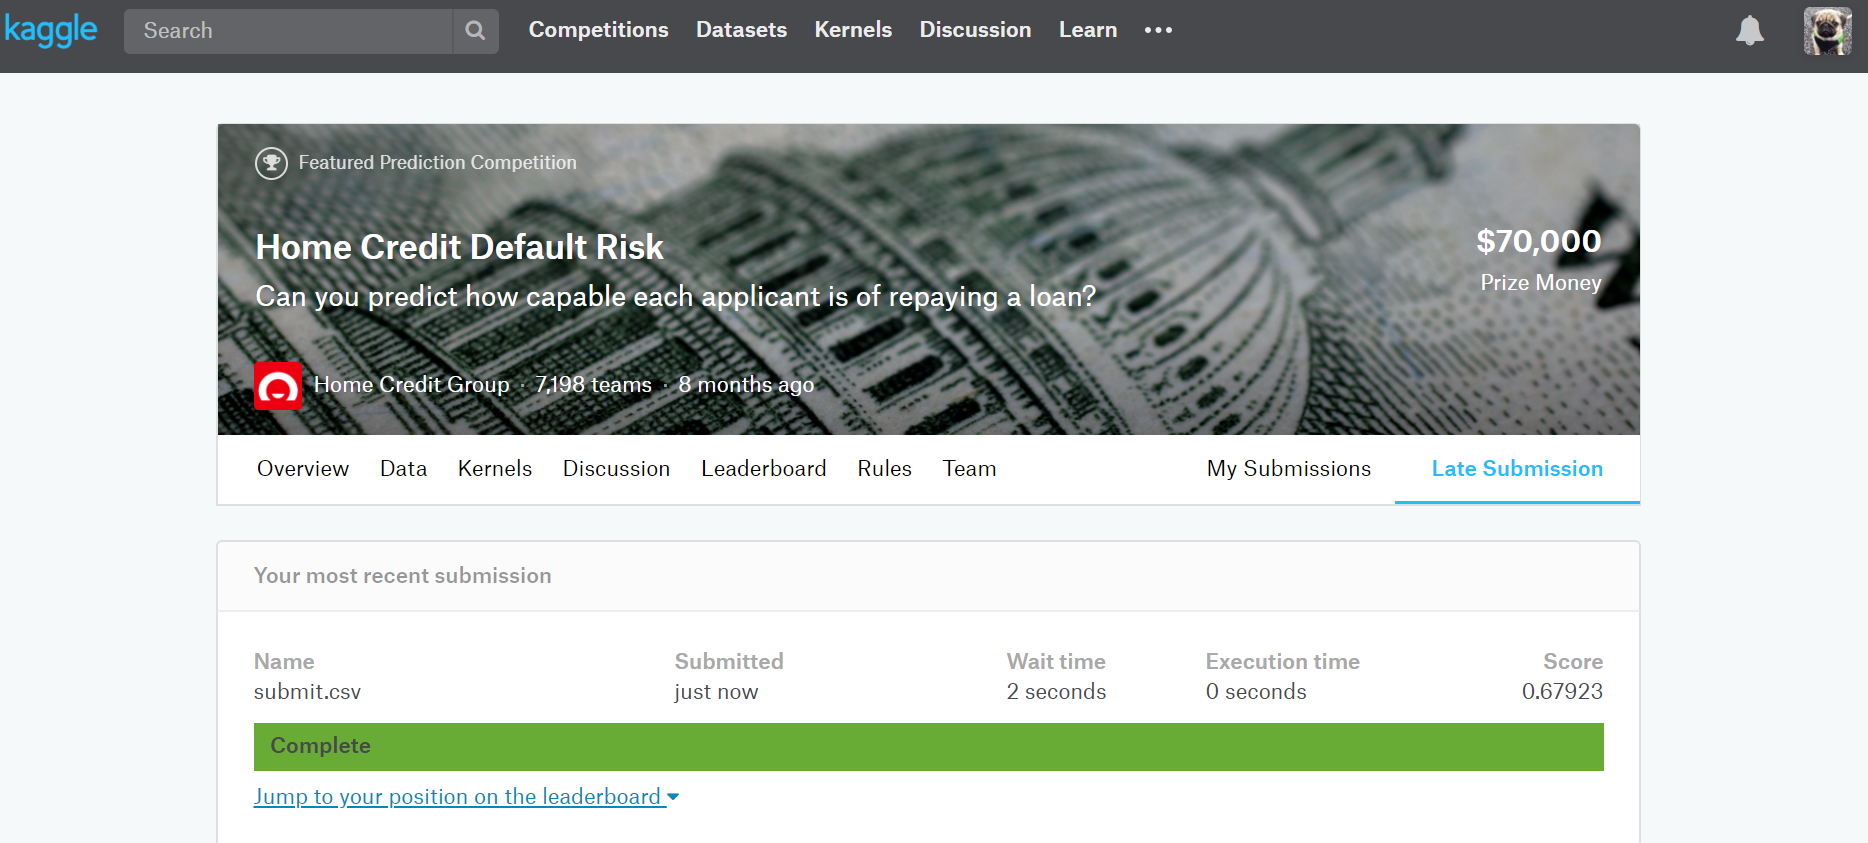 kaggle Search Competitions Datasets Kernels Discussion Learn •••
Featured Prediction Competition
Home Credit Default Risk
Can you predict how capable each applicant is of repaying a loan?
$70,000
Prize Money
Home Credit Group · 7,198 teams · 8 months ago
Overview Data Kernels Discussion Leaderboard Rules Team My Submissions Late Submission
Your most recent submission
Name Submitted Wait time Execution time Score
submit.csv just now 2 seconds 0 seconds 0.67923
Complete
Jump to your position on the leaderboard